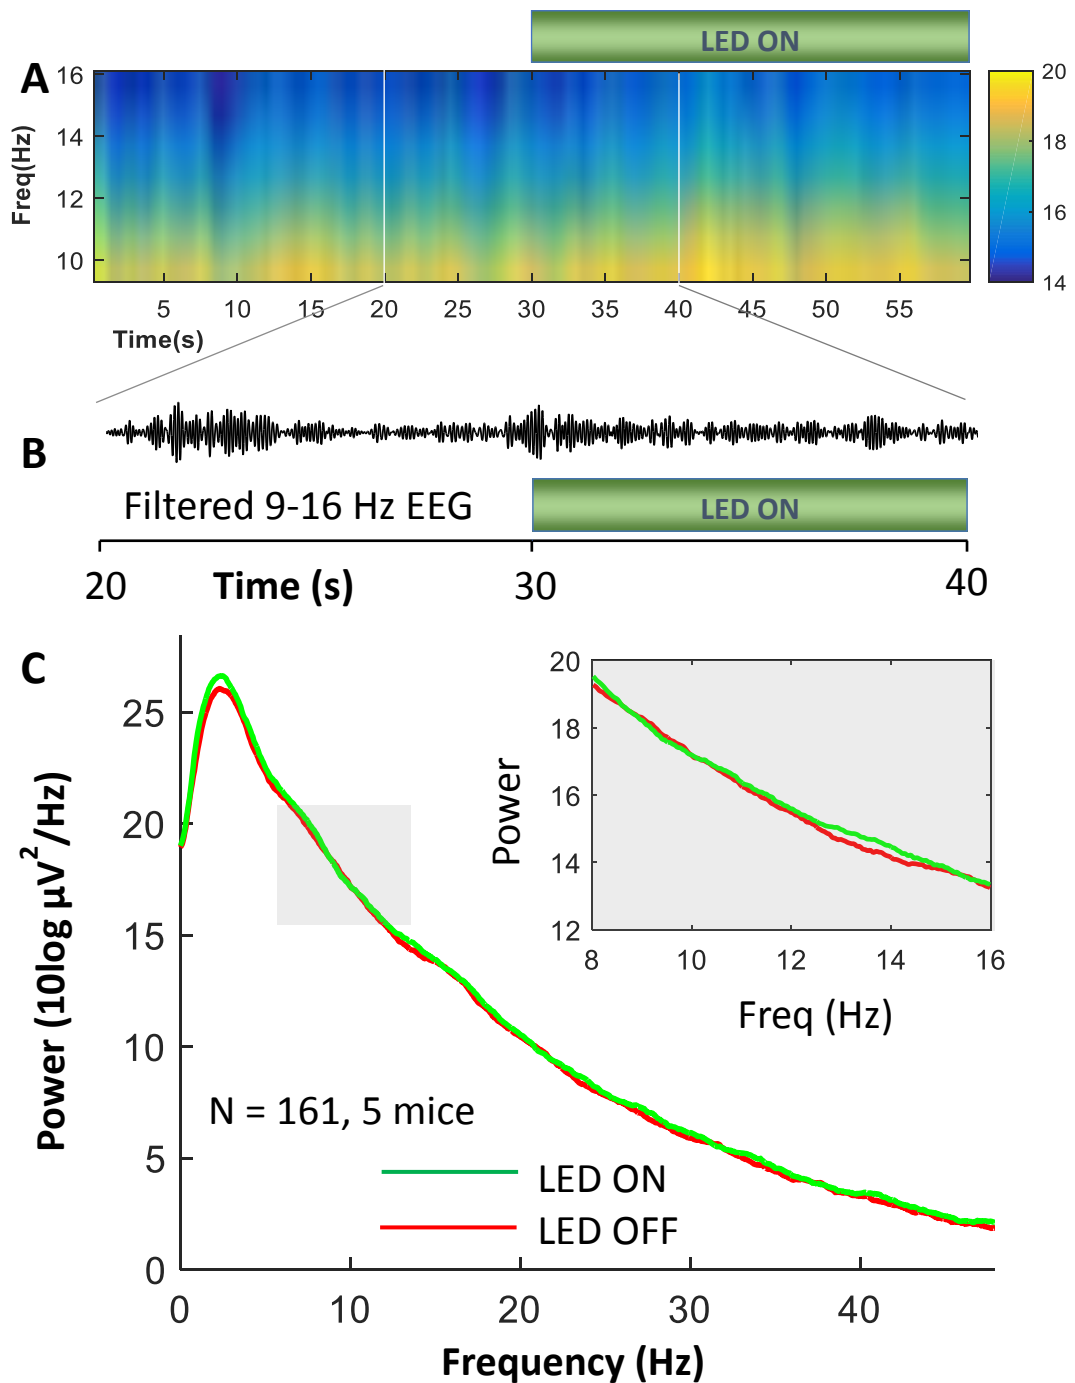 LED ON
A
16
14
12
10
Freq(Hz)
5 10 15 20 25 30 35 40 45 50 55
Time(s)
20
18
16
14
B
Filtered 9-16 Hz EEG
LED ON
20 30 40
Time (s)
C
25
20
15
10
5
0
Power (10log µV²/Hz)
20
18
16
14
12
Power
8 10 12 14 16
Freq (Hz)
N = 161, 5 mice
LED ON
LED OFF
0 10 20 30 40
Frequency (Hz)